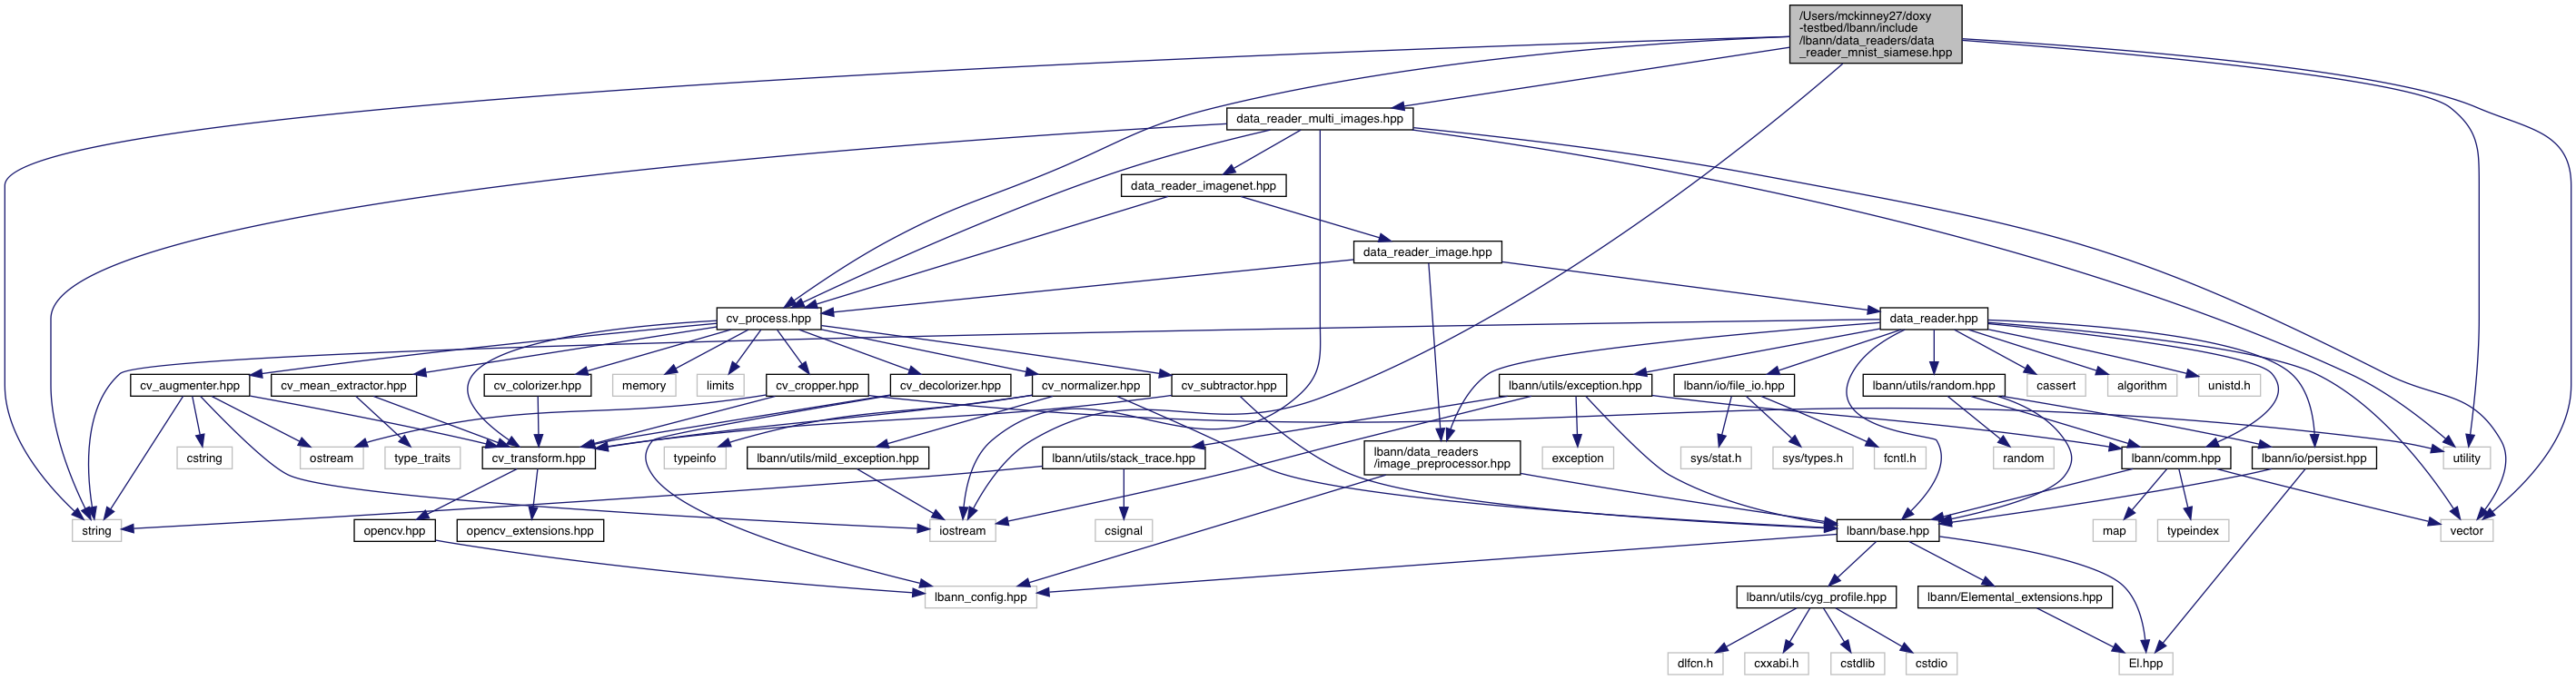 /Users/mckinney27/doxy
-testbed/lbann/include
/lbann/data_readers/data
_reader_mnist_siamese.hpp
data_reader_multi_images.hpp
data_reader_imagenet.hpp
data_reader_image.hpp
cv_process.hpp
data_reader.hpp
cv_augmenter.hpp
cv_mean_extractor.hpp
cv_colorizer.hpp
memory
limits
cv_cropper.hpp
cv_decolorizer.hpp
cv_normalizer.hpp
cv_subtractor.hpp
lbann/utils/exception.hpp
lbann/io/file_io.hpp
lbann/utils/random.hpp
cassert
algorithm
unistd.h
cstring
ostream
type_traits
cv_transform.hpp
typeinfo
lbann/utils/mild_exception.hpp
lbann/utils/stack_trace.hpp
lbann/data_readers
/image_preprocessor.hpp
exception
sys/stat.h
sys/types.h
fcntl.h
random
lbann/comm.hpp
lbann/io/persist.hpp
utility
string
opencv.hpp
opencv_extensions.hpp
iostream
csignal
lbann/base.hpp
map
typeindex
vector
lbann_config.hpp
lbann/utils/cyg_profile.hpp
lbann/Elemental_extensions.hpp
dlfcn.h
cxxabi.h
cstdlib
cstdio
El.hpp